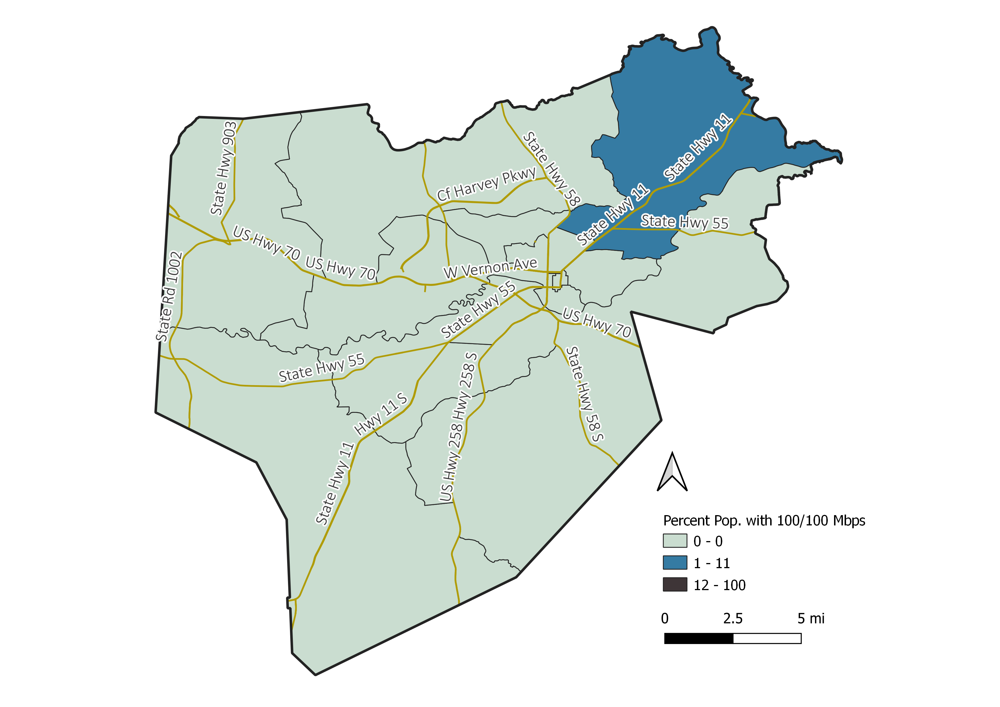 State Hwy 903
State Hwy 58
State Hwy 11
Cf Harvey Pkwy
State Hwy 11
State Hwy 55
US Hwy 70
US Hwy 70
W Vernon Ave
State Rd 1002
State Hwy 55
US Hwy 70
State Hwy 55
State Hwy 58 S
US Hwy 258 Hwy 258 S
Hwy 11 S
State Hwy 11
Percent Pop. with 100/100 Mbps
0 - 0
1 - 11
12 - 100
0 2.5 5 mi